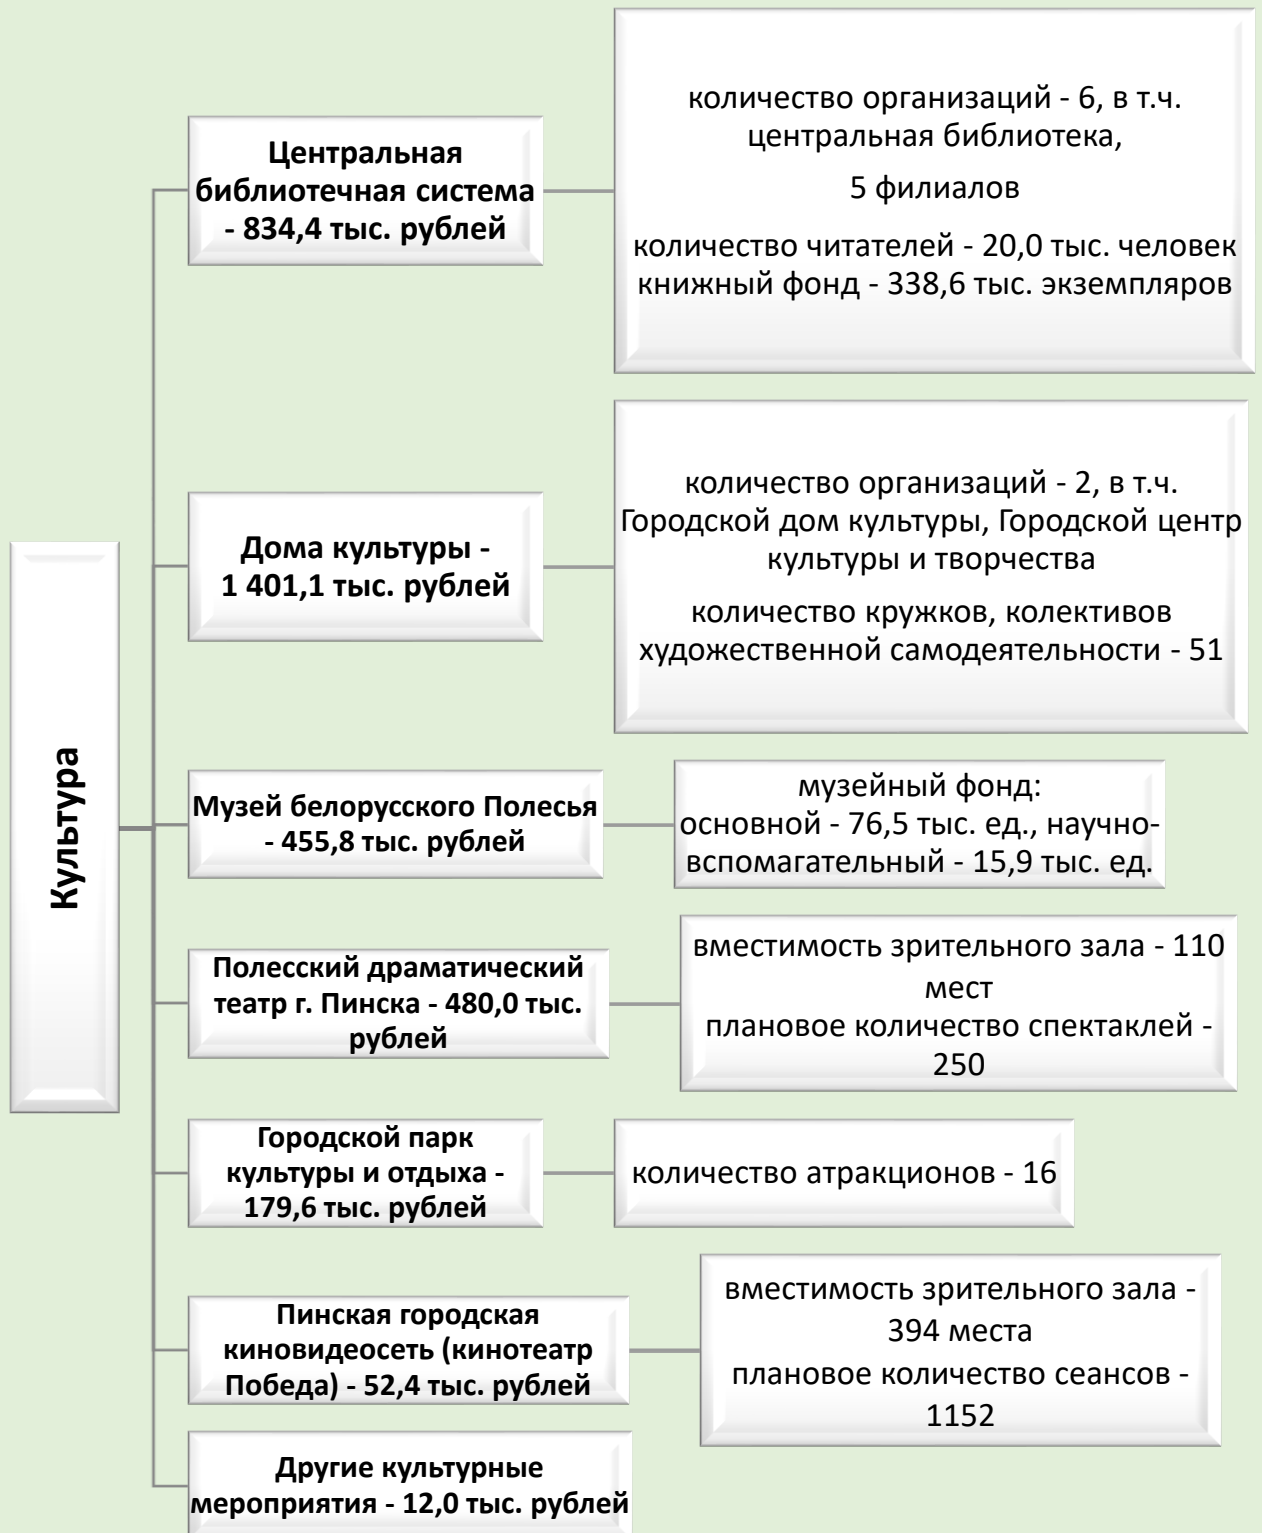 Культура
Центральная
библиотечная система
- 834,4 тыс. рублей
количество организаций - 6, в т.ч.
центральная библиотека,
5 филиалов
количество читателей - 20,0 тыс. человек
книжный фонд - 338,6 тыс. экземпляров
Дома культуры -
1 401,1 тыс. рублей
количество организаций - 2, в т.ч.
Городской дом культуры, Городской центр
культуры и творчества
количество кружков, колективов
художественной самодеятельности - 51
Музей белорусского Полесья
- 455,8 тыс. рублей
музейный фонд:
основной - 76,5 тыс. ед., научно-
вспомагательный - 15,9 тыс. ед.
Полесский драматический
театр г. Пинска - 480,0 тыс.
рублей
вместимость зрительного зала - 110
мест
плановое количество спектаклей -
250
Городской парк
культуры и отдыха -
179,6 тыс. рублей
количество атракционов - 16
Пинская городская
киновидеосеть (кинотеатр
Победа) - 52,4 тыс. рублей
вместимость зрительного зала -
394 места
плановое количество сеансов -
1152
Другие культурные
мероприятия - 12,0 тыс. рублей